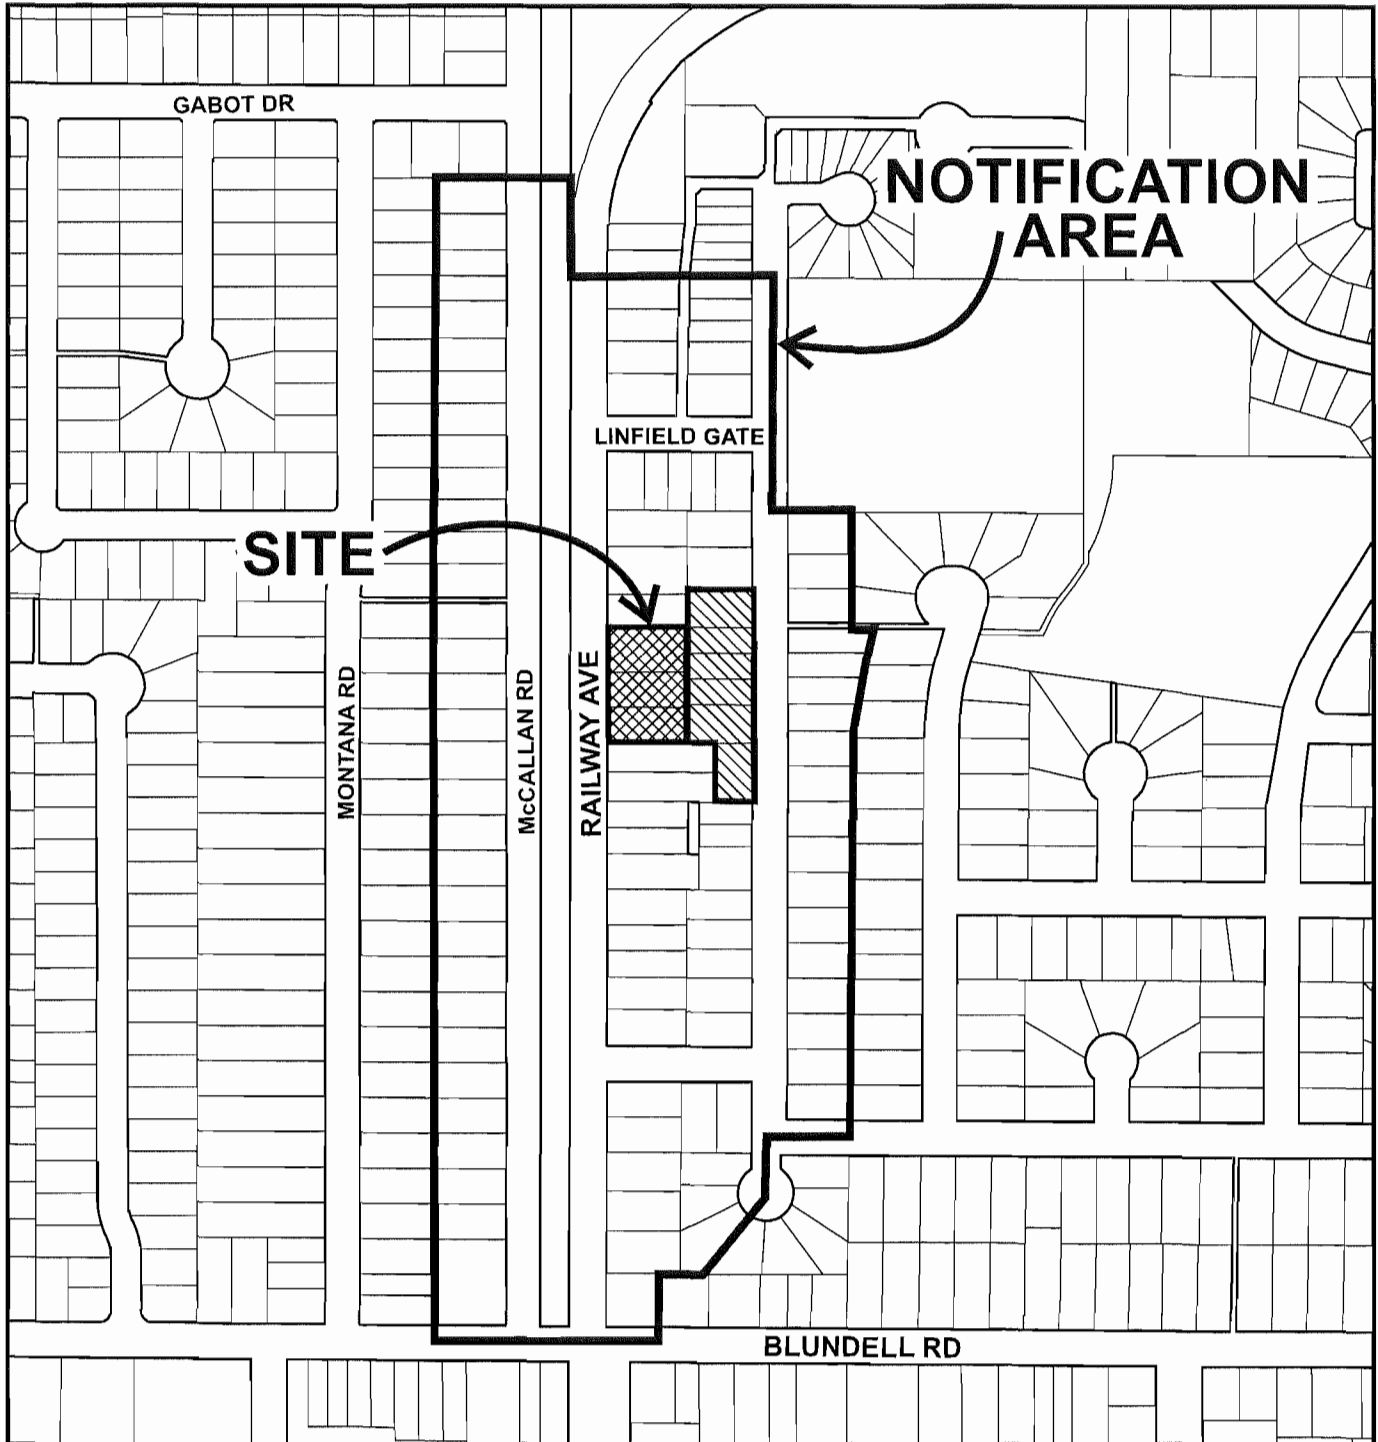 GABOT DR
NOTIFICATION
AREA
LINFIELD GATE
SITE
MONTANA RD
McCALLAN RD
RAILWAY AVE
BLUNDELL RD